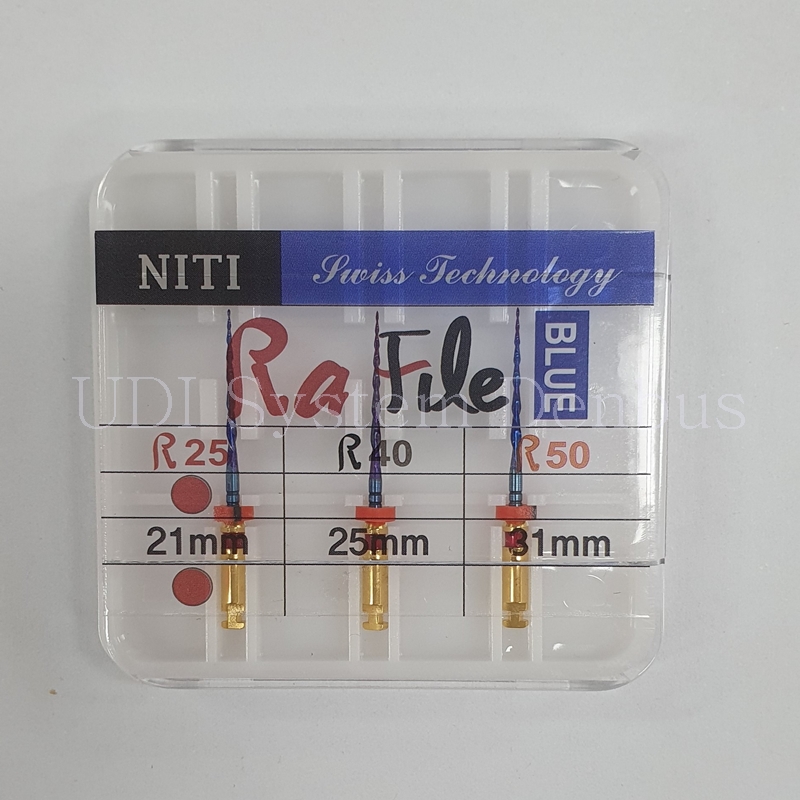 NITI Swiss Technology
Ra File BLUE
UDI System Dentus
R25 R40 R50
21mm 25mm 31mm